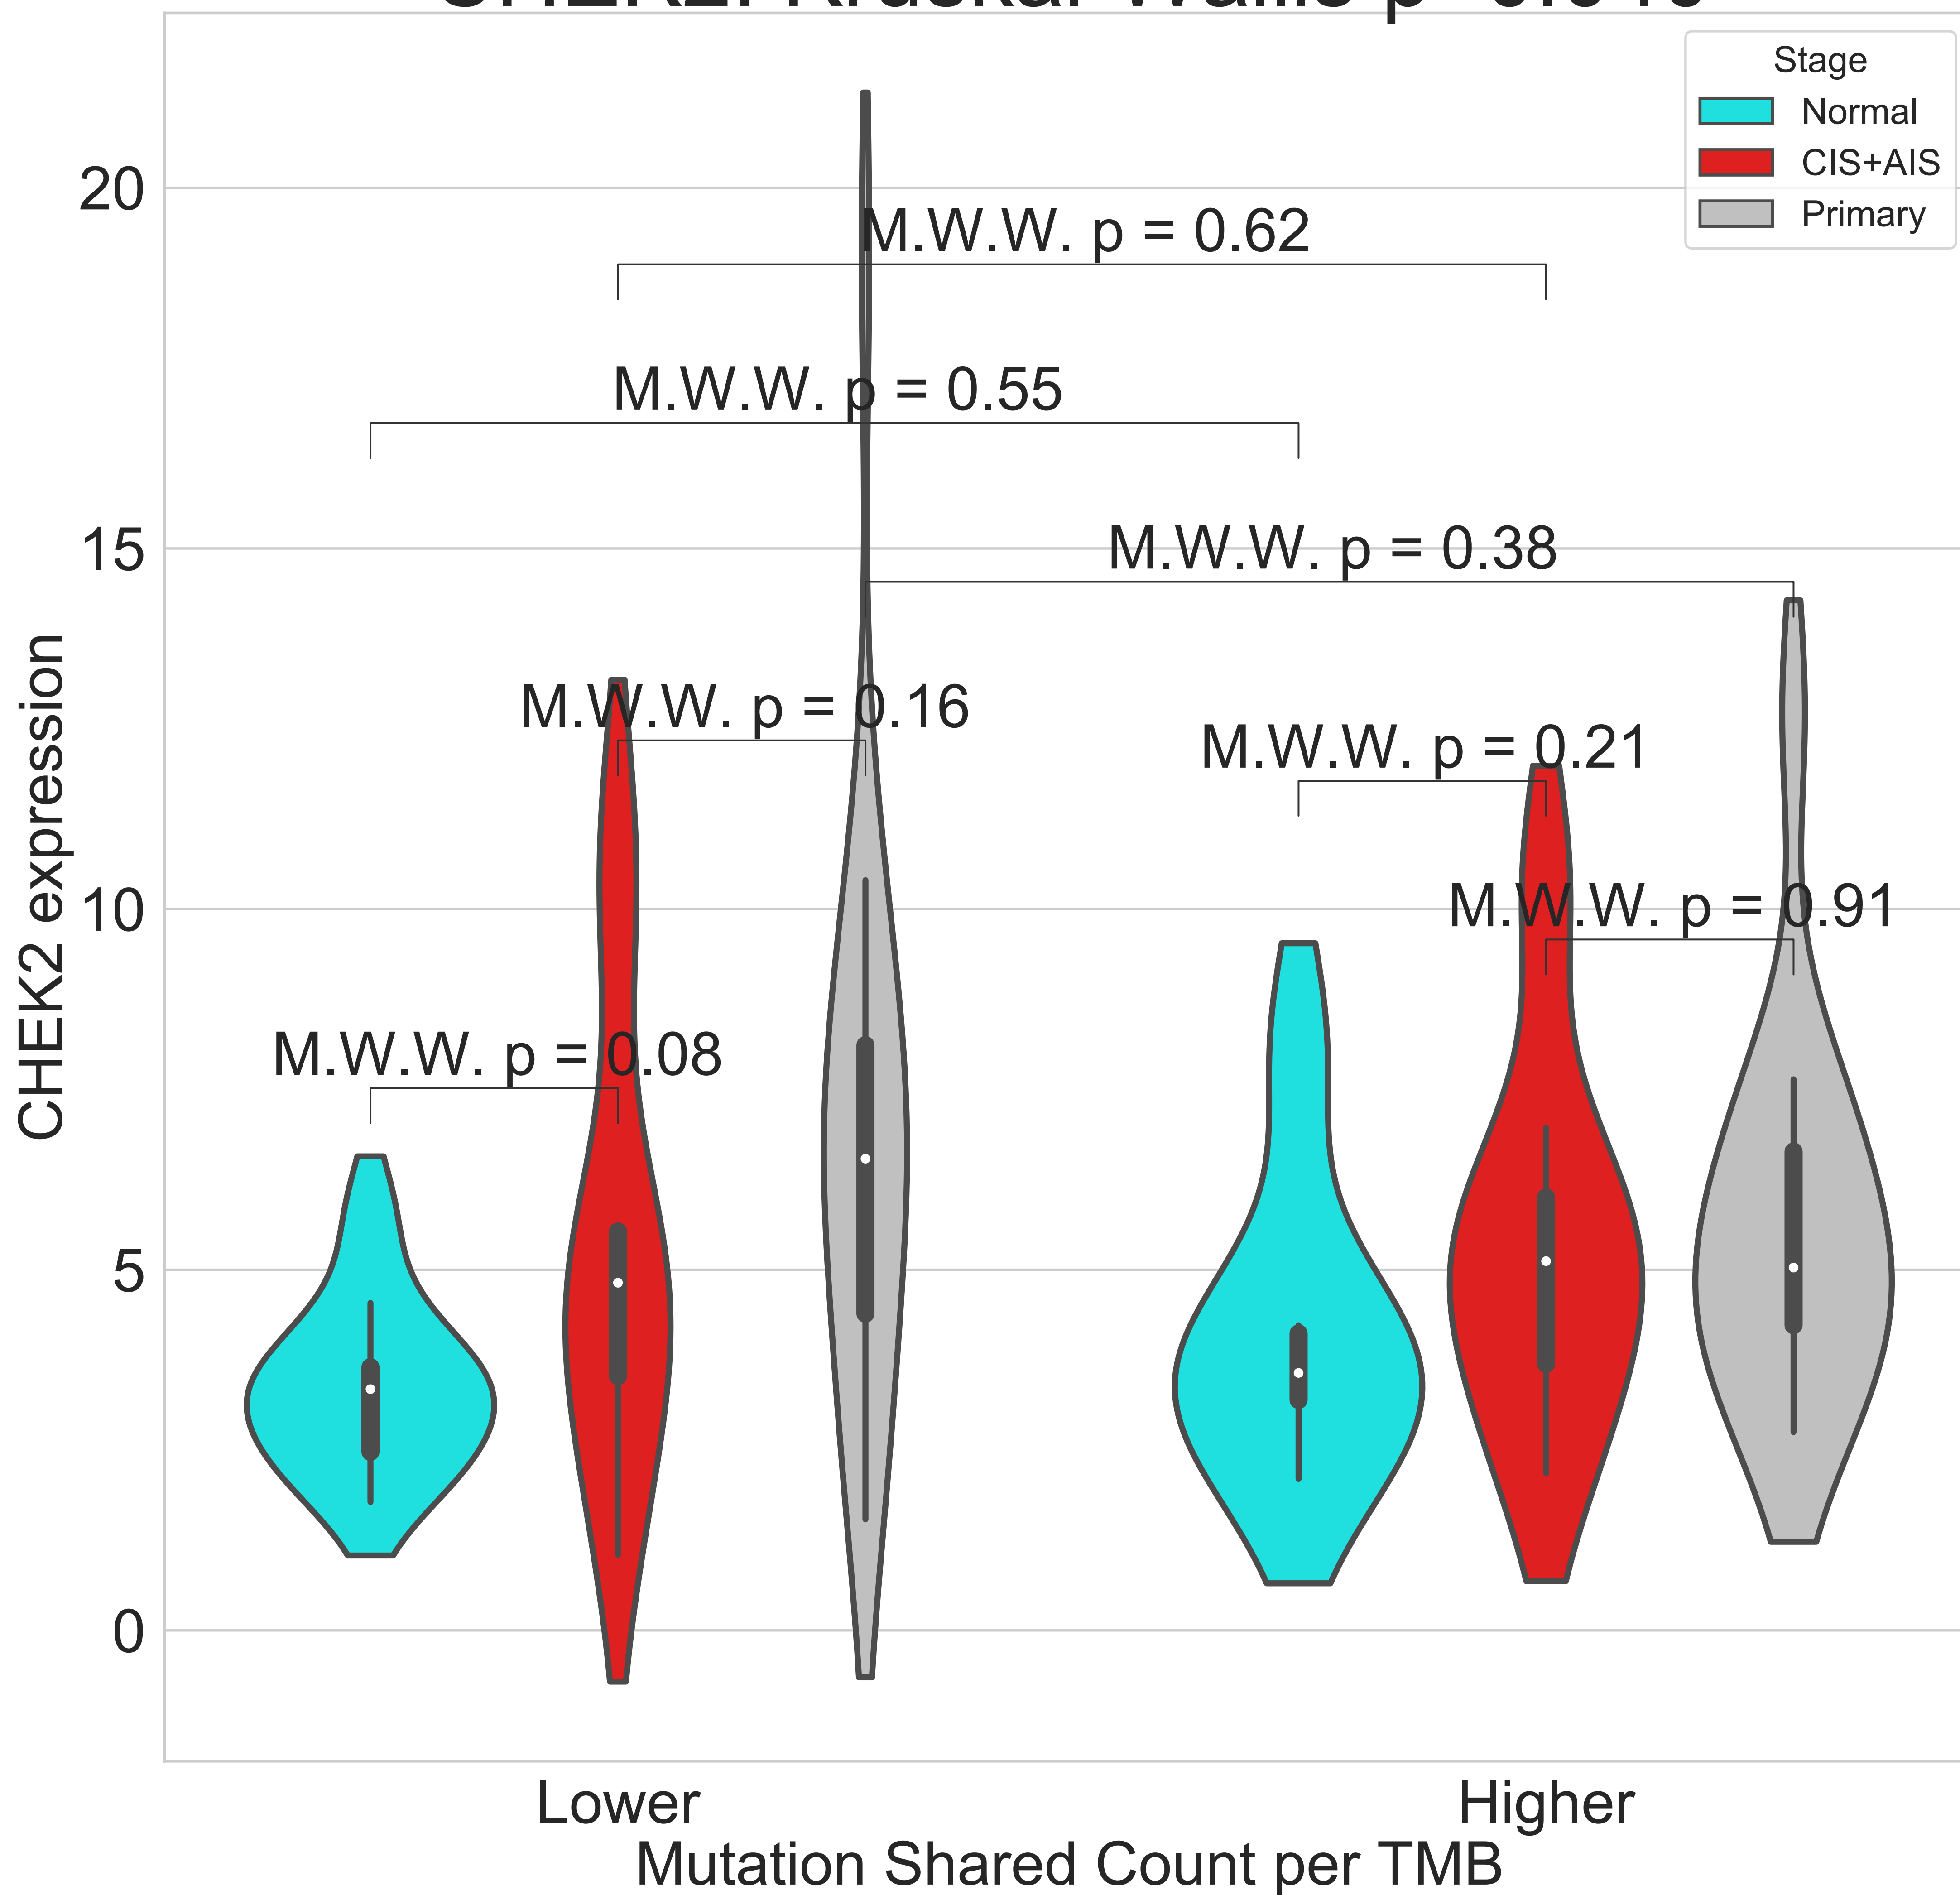 Stage
Normal
CIS+AIS
Primary
20
15
10
5
0
CHEK2 expression
M.W.W. p = 0.62
M.W.W. p = 0.55
M.W.W. p = 0.38
M.W.W. p = 0.16
M.W.W. p = 0.21
M.W.W. p = 0.91
M.W.W. p = 0.08
Lower
Higher
Mutation Shared Count per TMB